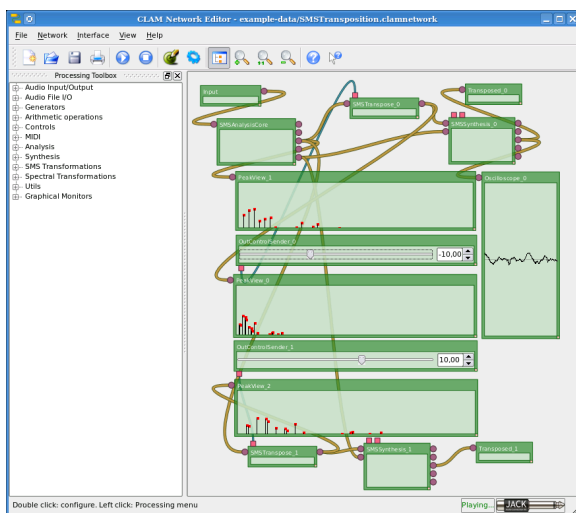 CLAM Network Editor - example-data/SMSTransposition.clamnetwork
File Network Interface View Help
Processing Toolbox
Audio Input/Output
Audio File I/O
Generators
Arithmetic operations
Controls
MIDI
Analysis
Synthesis
SMS Transformations
Spectral Transformations
Utils
Graphical Monitors
Input
SMSTranspose_0
Transposed_0
SMSAnalysisCore
SMSSynthesis_0
PeakView_1
Oscilloscope_0
OutControlSender_0
-10,00
PeakView_0
OutControlSender_1
10,00
PeakView_2
SMSTranspose_1
SMSSynthesis_1
Transposed_1
Double click: configure. Left click: Processing menu
Playing...
JACK